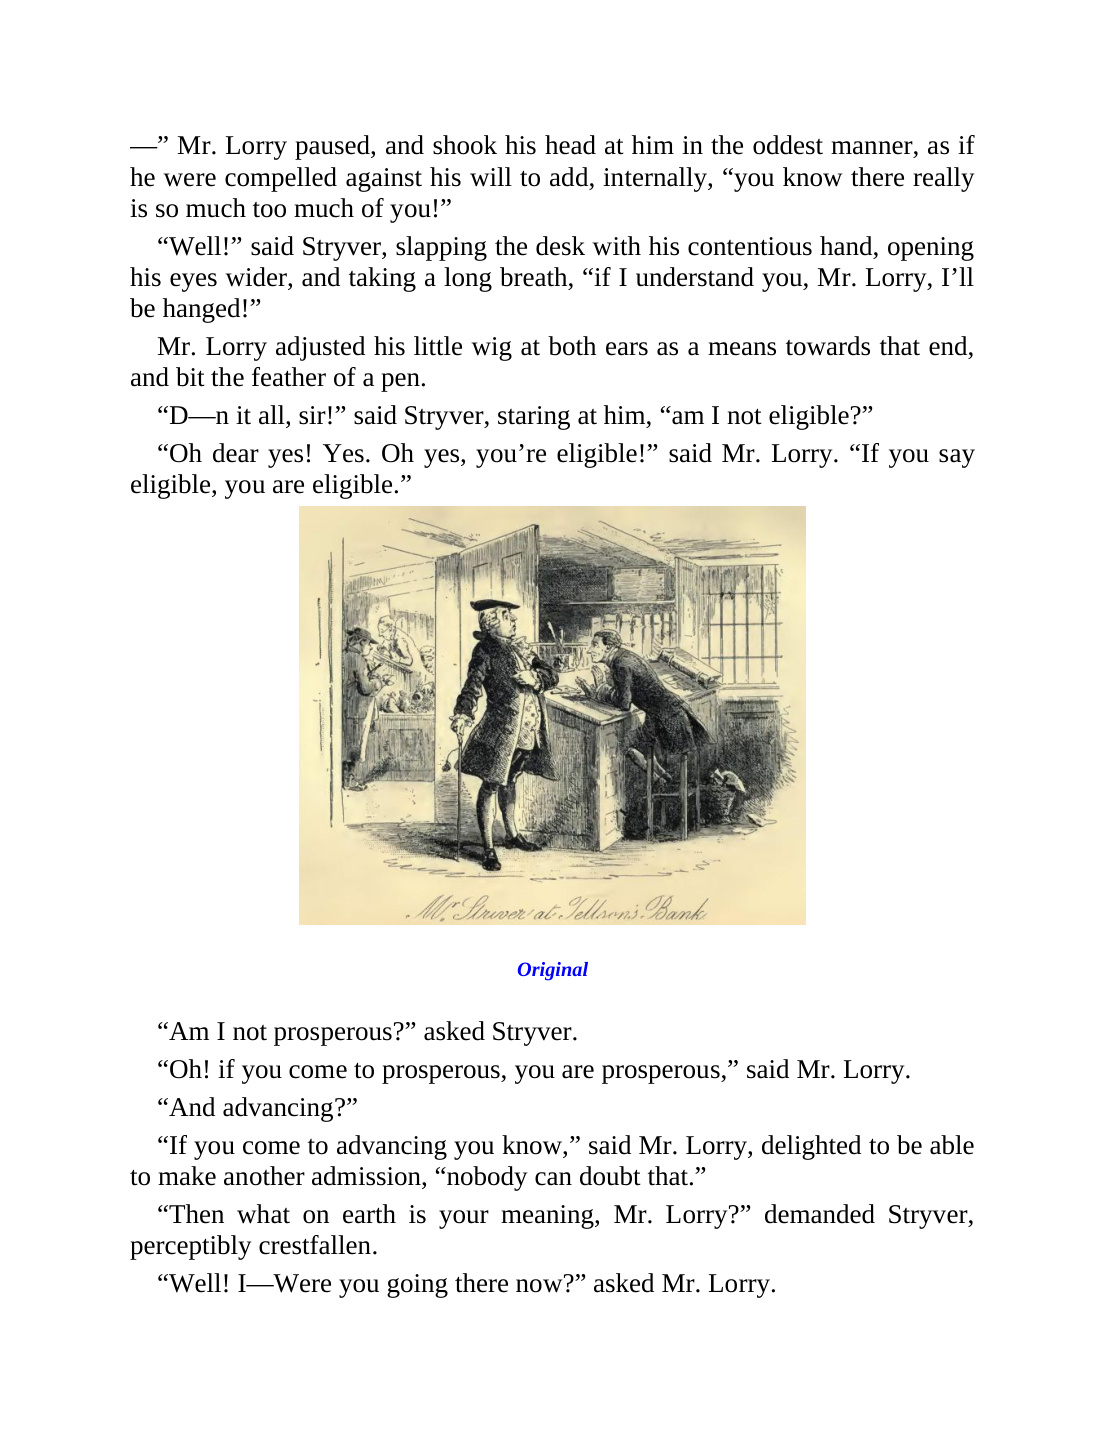 —” Mr. Lorry paused, and shook his head at him in the oddest manner, as if
he were compelled against his will to add, internally, “you know there really
is so much too much of you!”
“Well!” said Stryver, slapping the desk with his contentious hand, opening
his eyes wider, and taking a long breath, “if I understand you, Mr. Lorry, I’ll
be hanged!”
Mr. Lorry adjusted his little wig at both ears as a means towards that end,
and bit the feather of a pen.
“D—n it all, sir!” said Stryver, staring at him, “am I not eligible?”
“Oh dear yes! Yes. Oh yes, you’re eligible!” said Mr. Lorry. “If you say
eligible, you are eligible.”
Mr. Striver at Tellson's Bank
Original
“Am I not prosperous?” asked Stryver.
“Oh! if you come to prosperous, you are prosperous,” said Mr. Lorry.
“And advancing?”
“If you come to advancing you know,” said Mr. Lorry, delighted to be able
to make another admission, “nobody can doubt that.”
“Then what on earth is your meaning, Mr. Lorry?” demanded Stryver,
perceptibly crestfallen.
“Well! I—Were you going there now?” asked Mr. Lorry.